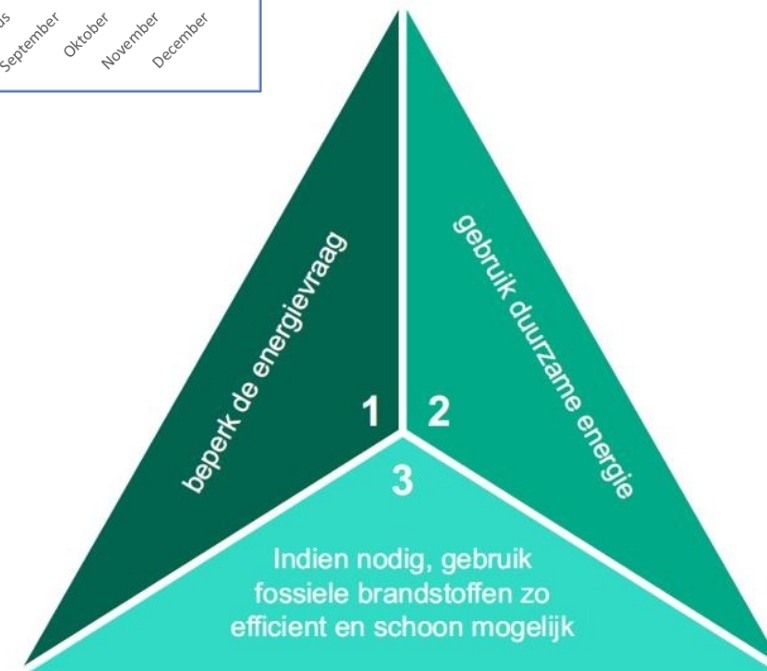 September
Oktober
November
December
beperk de energievraag
gebruik duurzame energie
1
2
3
Indien nodig, gebruik
fossiele brandstoffen zo
efficient en schoon mogelijk